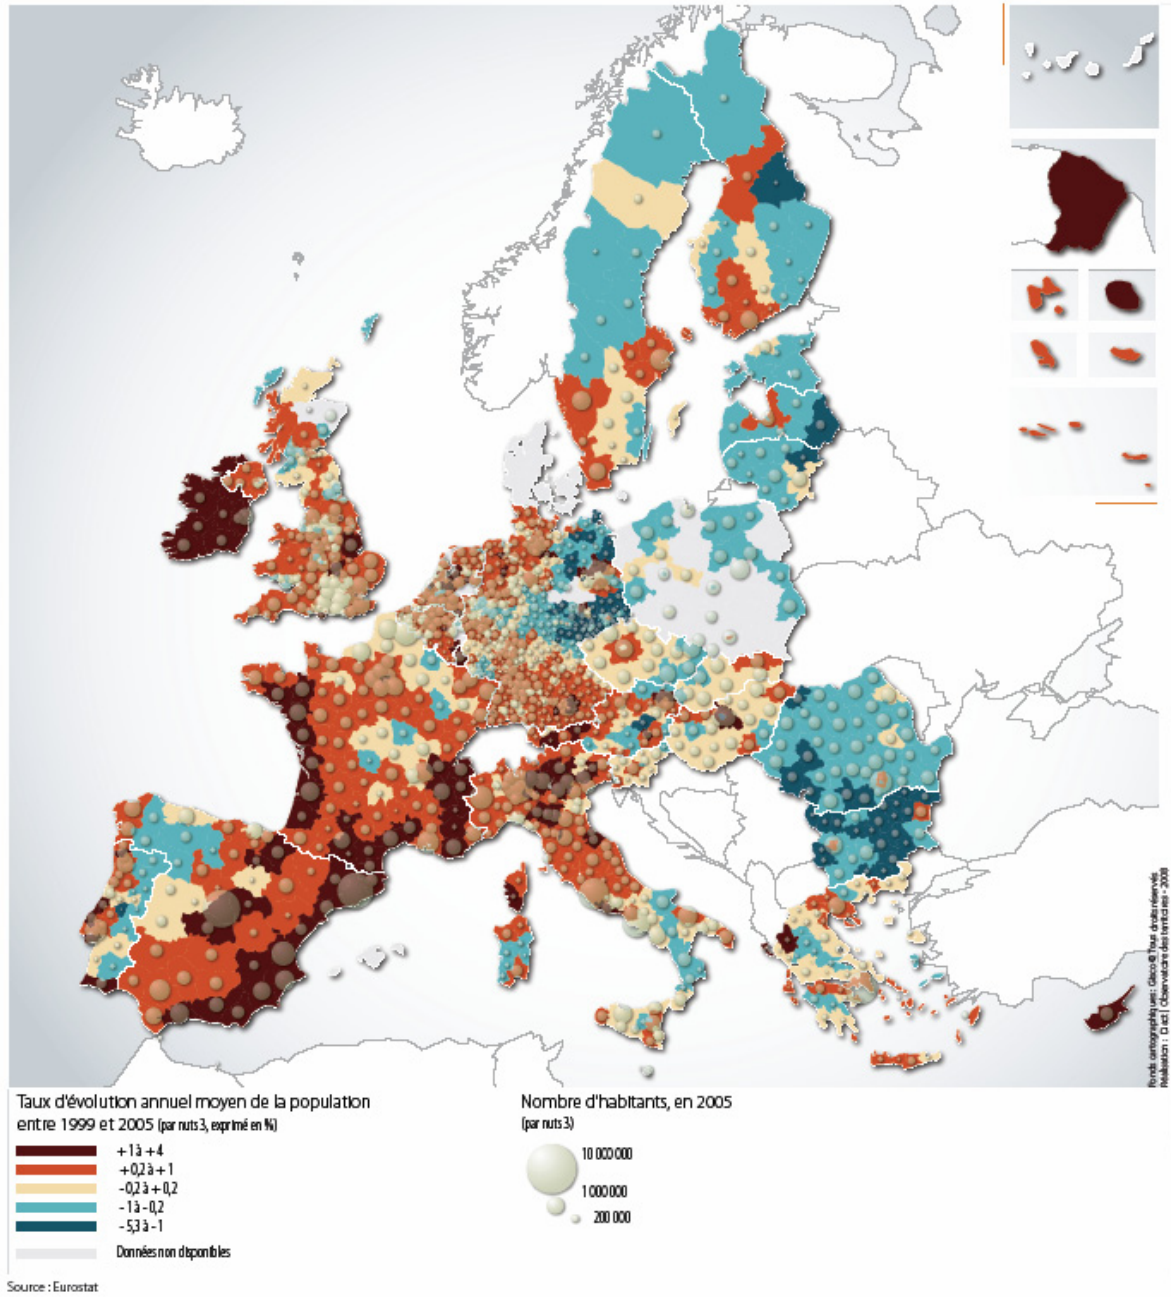 Fonds cartographiques : Gisco © Tous droits réservés
Réalisation : Diact | Observatoire des territoires - 2008
Taux d'évolution annuel moyen de la population
entre 1999 et 2005 (par nuts 3, exprimé en %)
+ 1 à + 4
+ 0,2 à + 1
- 0,2 à + 0,2
- 1 à - 0,2
- 5,3 à - 1
Données non disponibles
Nombre d'habitants, en 2005
(par nuts 3)
10 000 000
1 000 000
200 000
Source : Eurostat